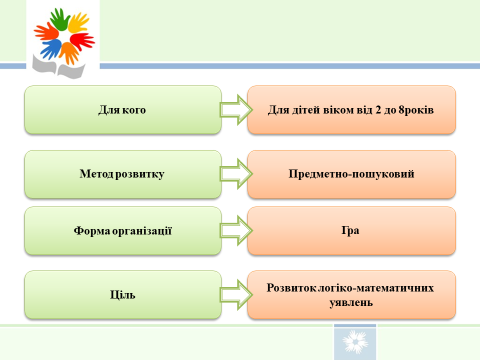 Для кого
Для дітей віком від 2 до 8років
Метод розвитку
Предметно-пошуковий
Форма організації
Гра
Ціль
Розвиток логіко-математичних
уявлень